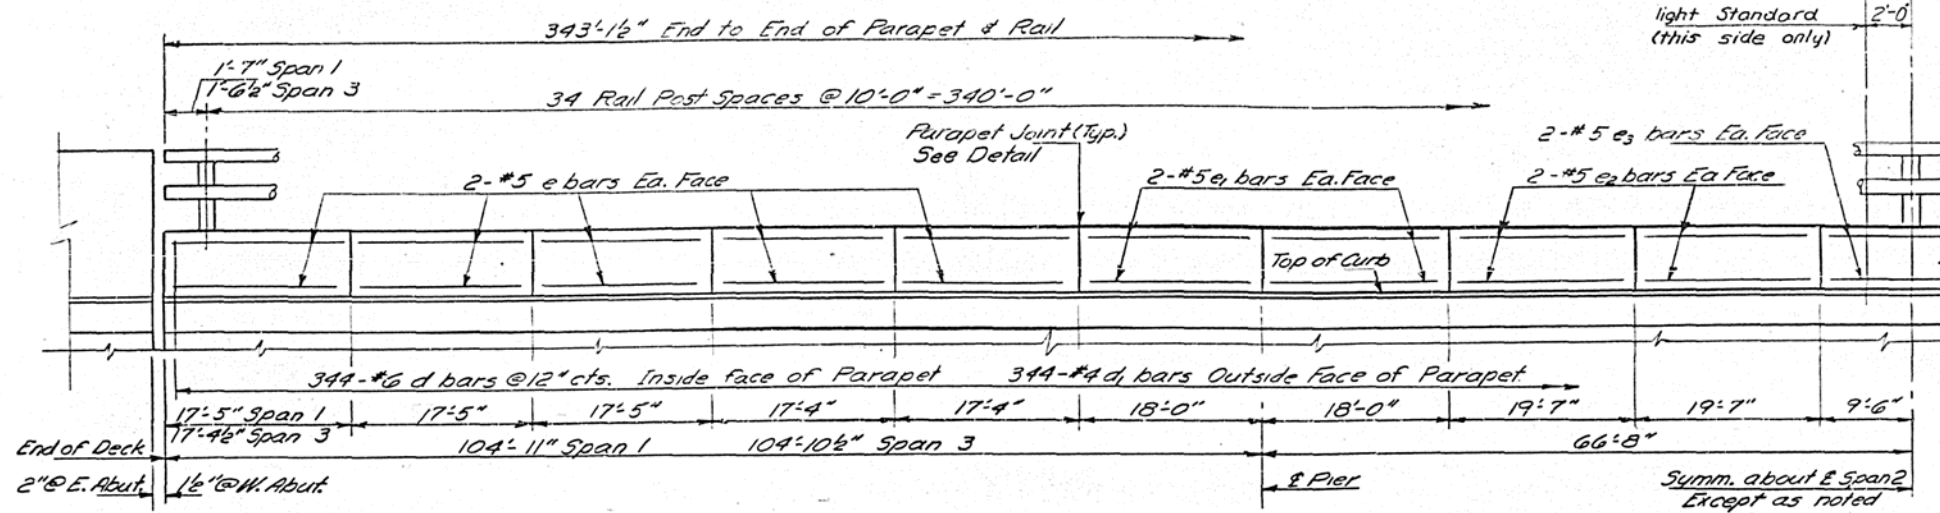 343'-1½" End to End of Parapet & Rail
light Standard
(this side only)
2'-0
1'-7" Span 1
1'-6½" Span 3
34 Rail Post Spaces @ 10'-0" = 340'-0"
Parapet Joint (Typ.)
See Detail
2-#5 e3 bars Ea. Face
2-#5 e bars Ea. Face
2-#5 e1 bars Ea. Face
2-#5 e2 bars Ea Face
Top of Curb
344-#6 d bars @ 12" cts. Inside face of Parapet
344-#4 d1 bars Outside Face of Parapet
17'-5" Span 1
17'-4½" Span 3
17'-5"
17'-5"
17'-4"
17'-4"
18'-0"
18'-0"
19'-7"
19'-7"
9'-6"
End of Deck
104'-11" Span 1
104'-10½" Span 3
66'-8"
2" @ E. Abut.
1½" @ W. Abut.
℄ Pier
Symm. about ℄ Span 2
Except as noted